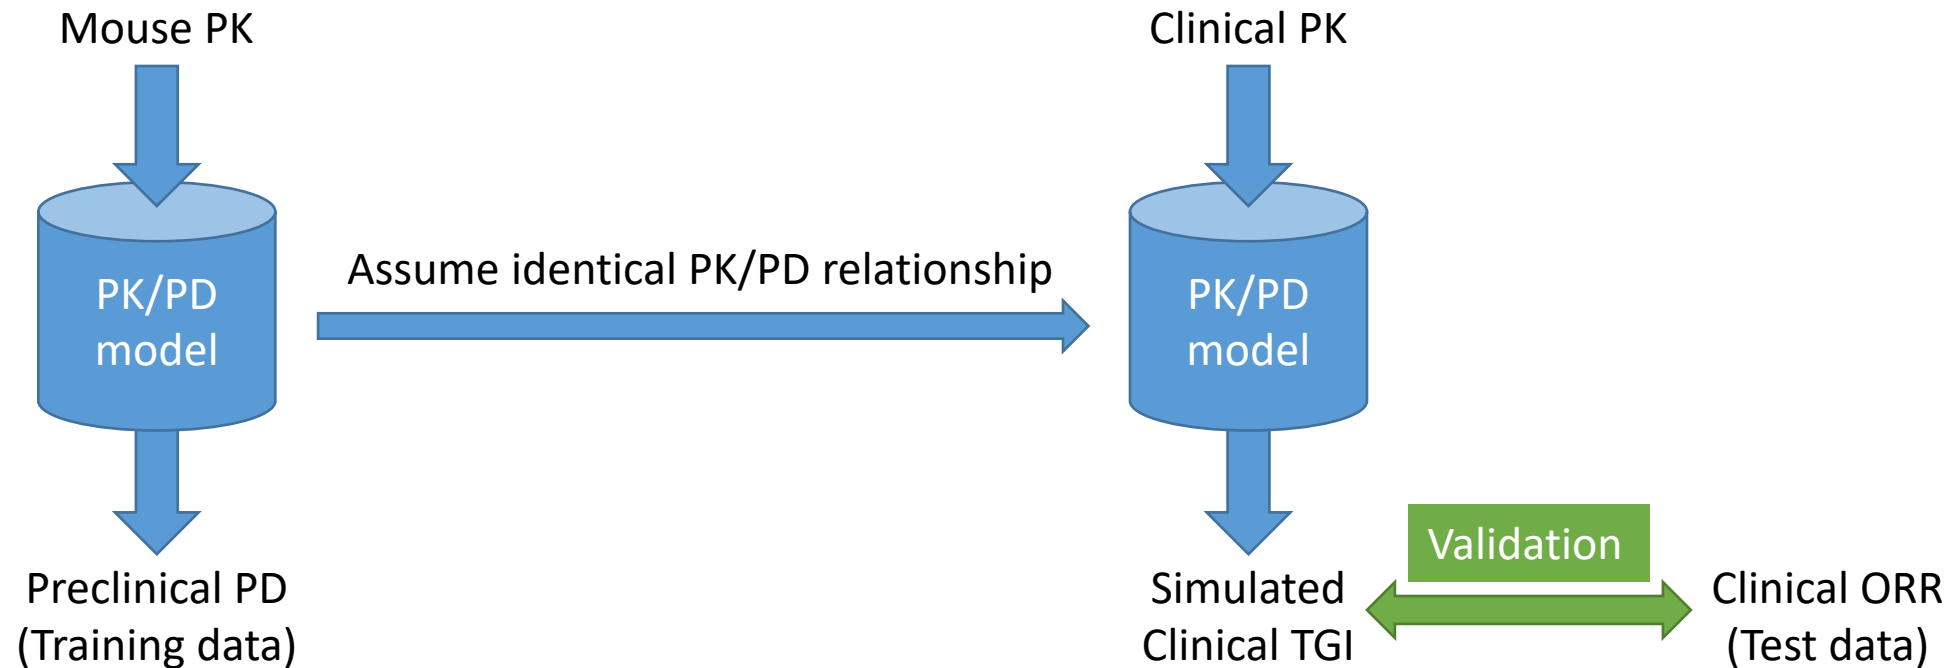 Mouse PK
Clinical PK
PK/PD
model
Assume identical PK/PD relationship
PK/PD
model
Preclinical PD
(Training data)
Simulated
Clinical TGI
Validation
Clinical ORR
(Test data)